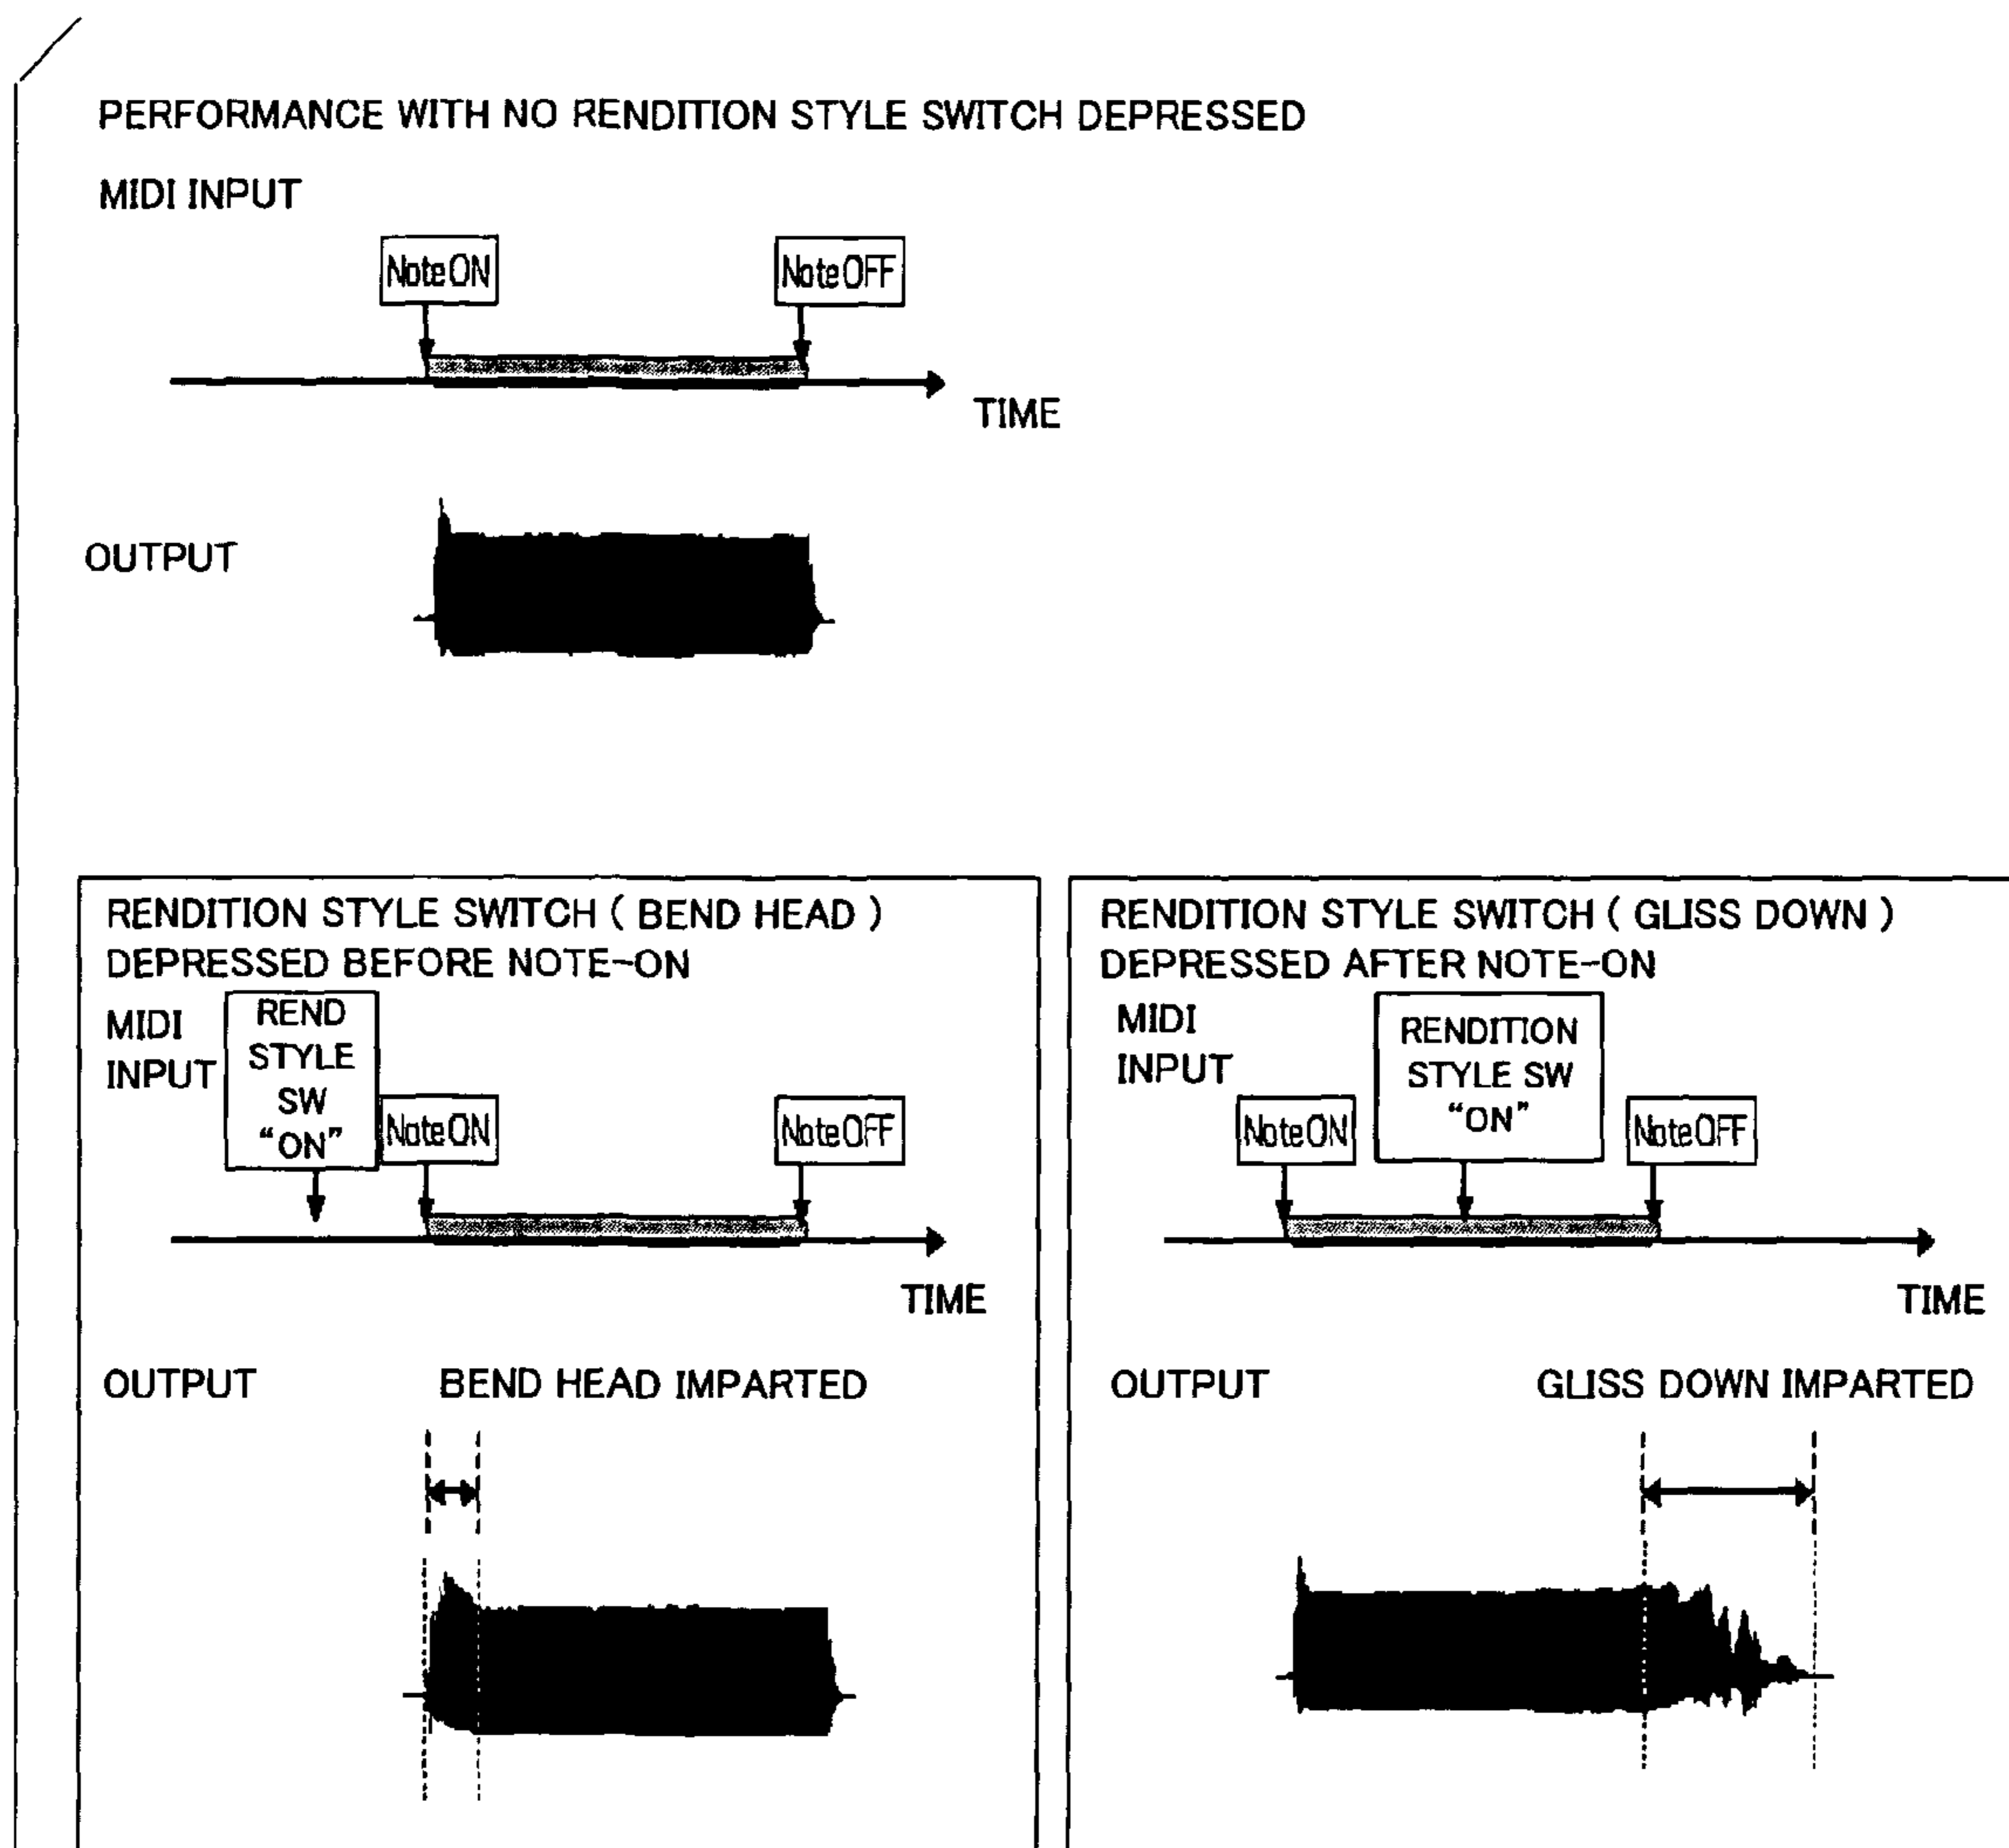 PERFORMANCE WITH NO RENDITION STYLE SWITCH DEPRESSED
MIDI INPUT
NoteON
NoteOFF
TIME
OUTPUT
RENDITION STYLE SWITCH ( BEND HEAD )
DEPRESSED BEFORE NOTE-ON
MIDI
INPUT
REND
STYLE
SW
“ON”
NoteON
NoteOFF
TIME
OUTPUT
BEND HEAD IMPARTED
RENDITION STYLE SWITCH ( GLISS DOWN )
DEPRESSED AFTER NOTE-ON
MIDI
INPUT
NoteON
RENDITION
STYLE SW
“ON”
NoteOFF
TIME
OUTPUT
GLISS DOWN IMPARTED